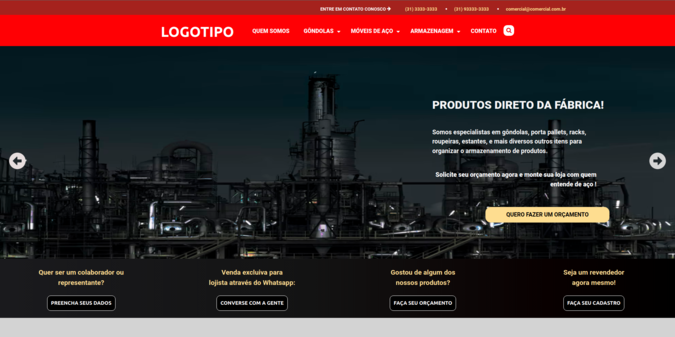 ENTRE EM CONTATO CONOSCO (31) 3333-3333 • (31) 93333-3333 • comercial@comercial.com.br
LOGOTIPO QUEM SOMOS GÔNDOLAS MÓVEIS DE AÇO ARMAZENAGEM CONTATO
PRODUTOS DIRETO DA FÁBRICA!
Somos especialistas em góndolas, porta pallets, racks,
roupeiras, estantes, e mais diversos outros itens para
organizar o armazenamento de produtos.
Solicite seu orçamento agora e monte sua loja com quem
entende de aço !
QUERO FAZER UM ORÇAMENTO
Quer ser um colaborador ou
representante?
PREENCHA SEUS DADOS
Venda excluiva para
lojista através do Whatsapp:
CONVERSE COM A GENTE
Gostou de algum dos
nossos produtos?
FAÇA SEU ORÇAMENTO
Seja um revendedor
agora mesmo!
FAÇA SEU CADASTRO